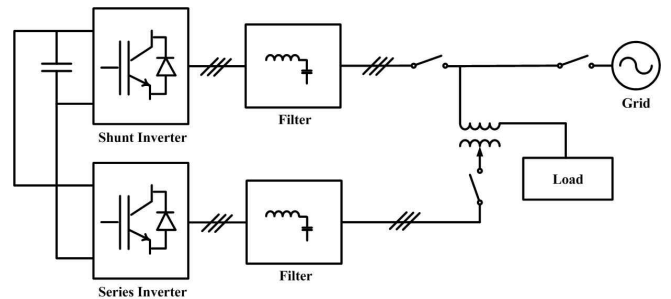 Shunt Inverter
Filter
Grid
Load
Series Inverter
Filter